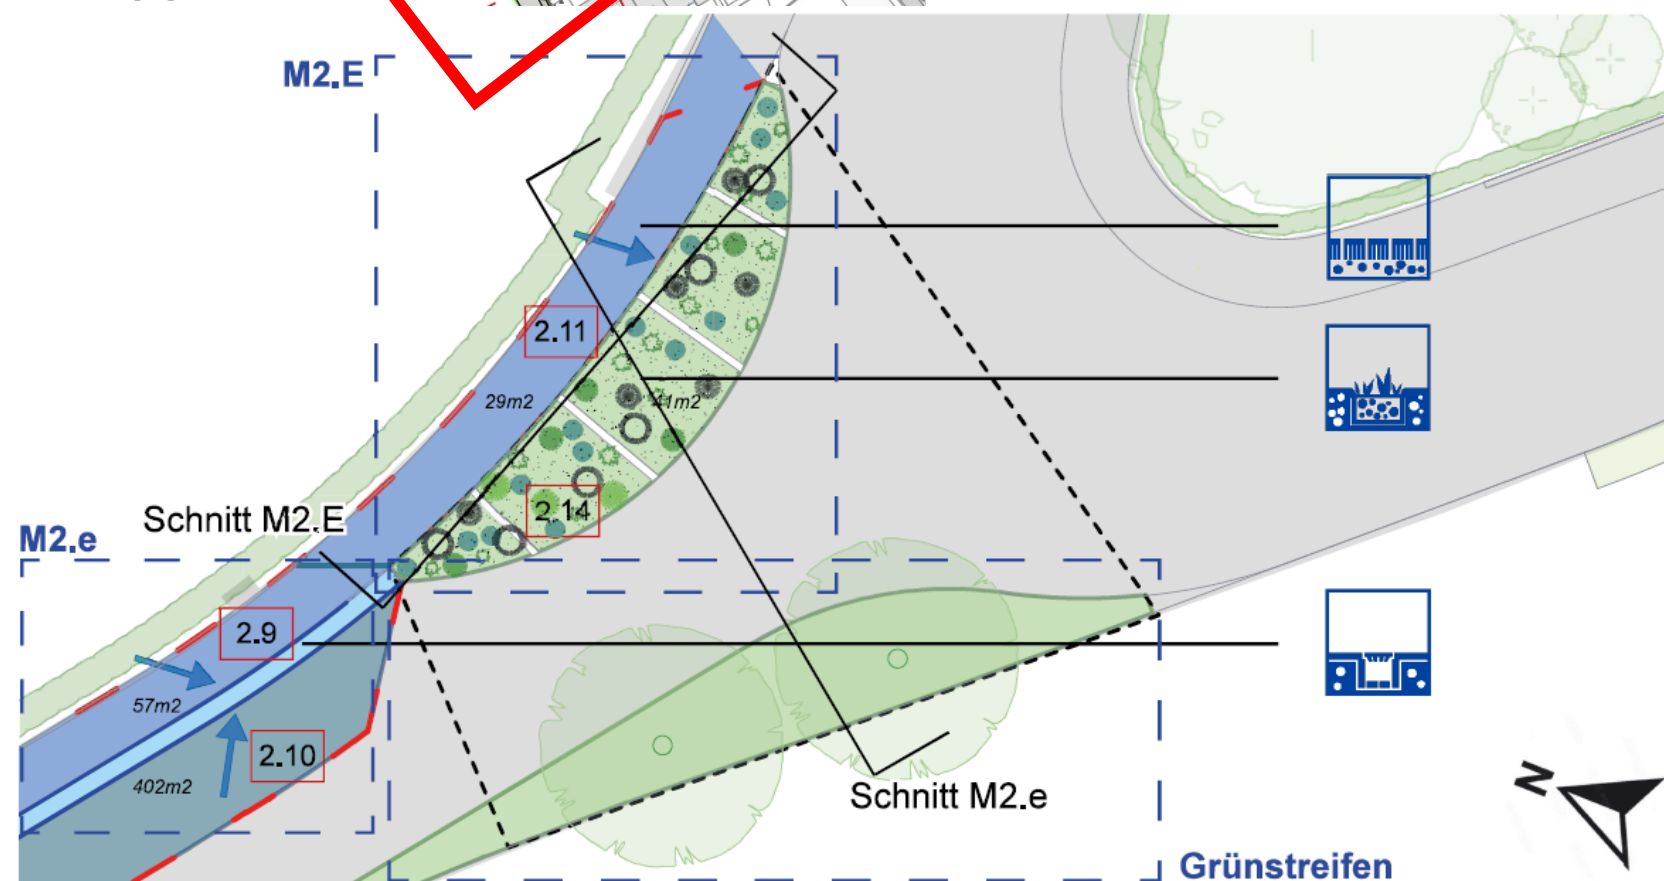 M2.E
2.11
29m2
41m2
Schnitt M2.E
2.14
M2.e
2.9
57m2
2.10
402m2
Schnitt M2.e
N
Grünstreifen